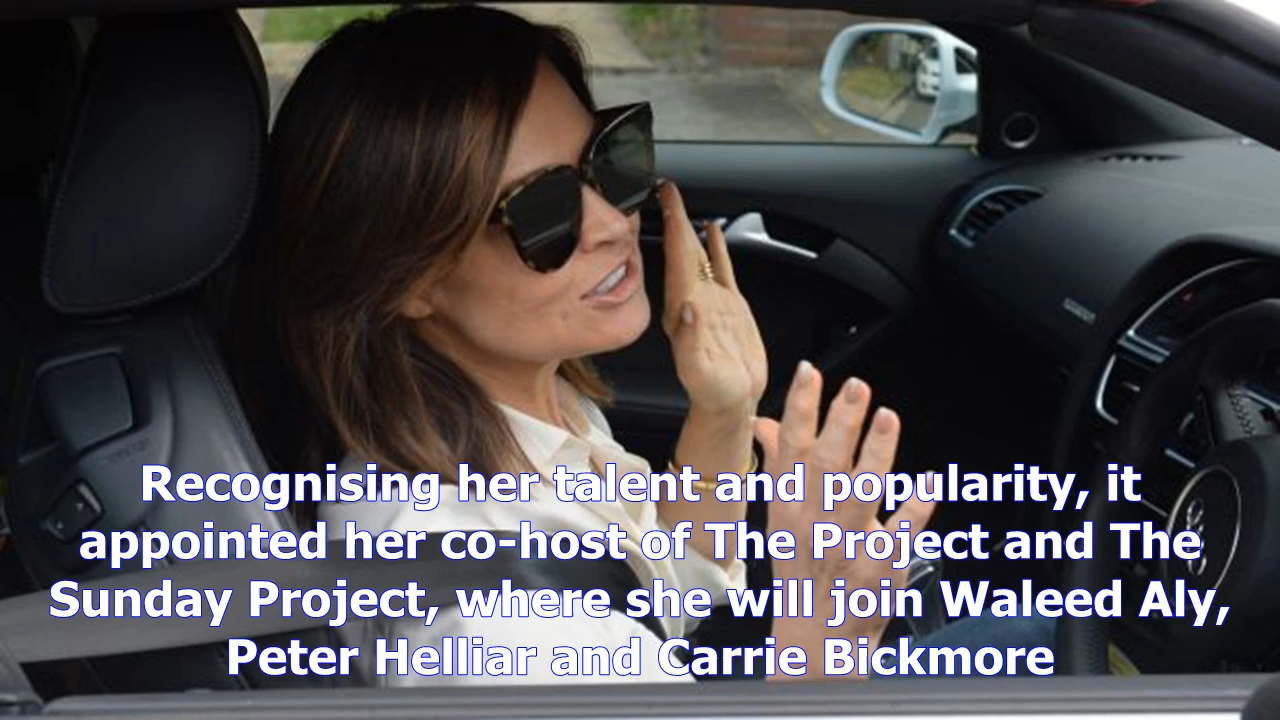 Recognising her talent and popularity, it
appointed her co-host of The Project and The
Sunday Project, where she will join Waleed Aly,
Peter Helliar and Carrie Bickmore